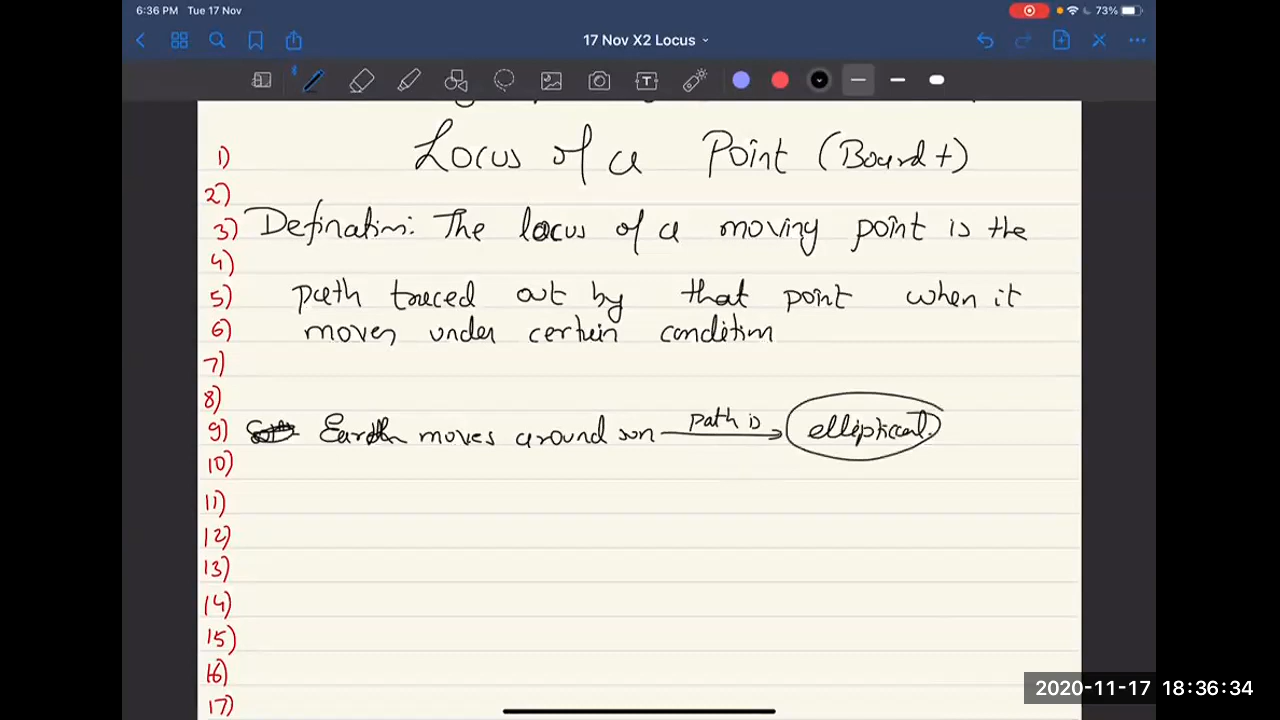 6:36 PM Tue 17 Nov
73%
17 Nov X2 Locus
1) Locus of a Point (Board +)
2)
3) Defination: The locus of a moving point is the
4)
5) path traced out by that point when it
6) moves under certain condition
7)
8)
9) Earth moves around sun path is elliptical.
10)
11)
12)
13)
14)
15)
16)
17)
2020-11-17 18:36:34